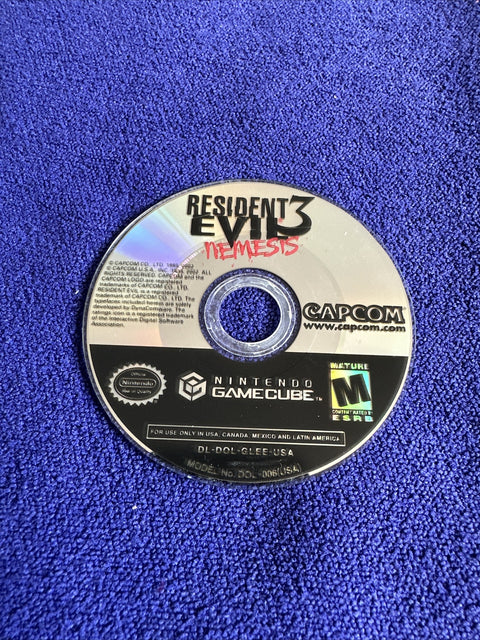 RESIDENT
EVIL 3
NEMESIS
© CAPCOM CO. LTD. 1999, 2002.
© CAPCOM U.S.A., INC. 1999, 2002. ALL
RIGHTS RESERVED. CAPCOM and the
CAPCOM LOGO are registered
trademarks of CAPCOM CO., LTD.
RESIDENT EVIL is a registered
trademark of CAPCOM CO., LTD. The
typefaces included herein are solely
developed by DynaComware. The
ratings icon is a registered trademark
of the Interactive Digital Software
Association.
CAPCOM
www.capcom.com
Official
Nintendo
Seal of Quality
NINTENDO
GAMECUBE™
MATURE
M
CONTENT RATED BY
ESRB
FOR USE ONLY IN USA, CANADA, MEXICO AND LATIN AMERICA
DL-DOL-GLEE-USA
MODEL No. DOL-006(USA)